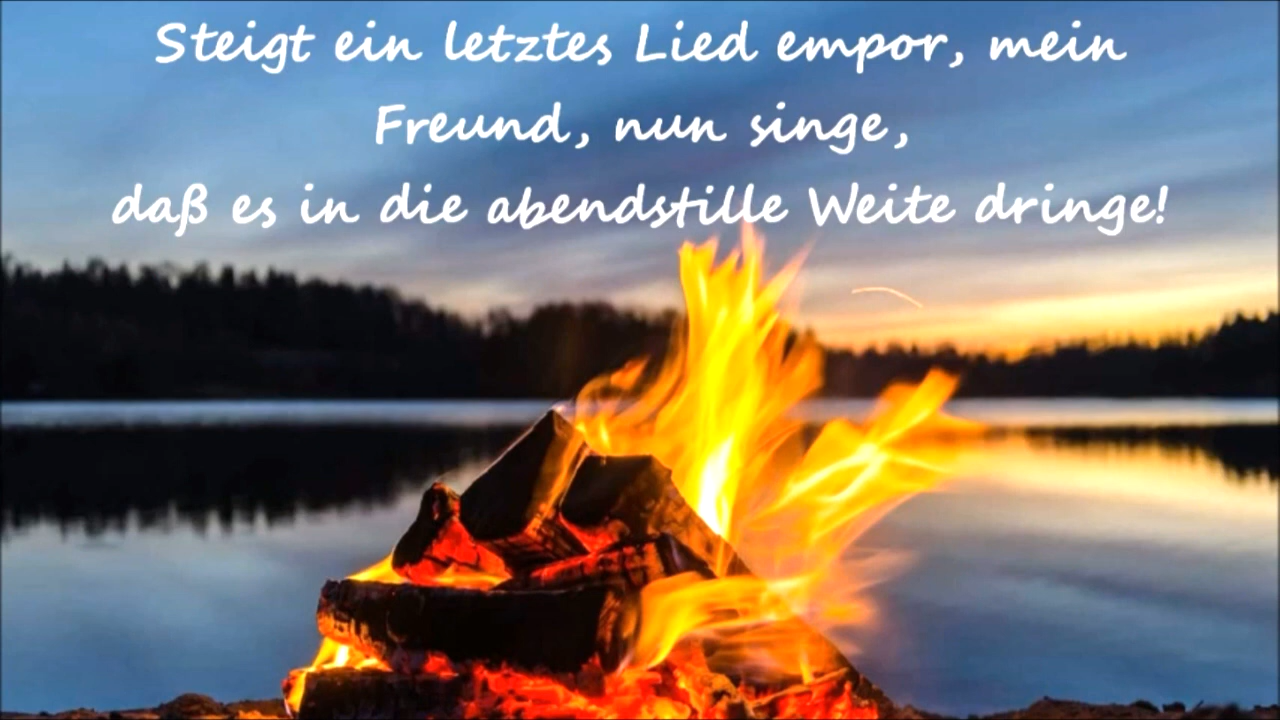 Steigt ein letztes Lied empor, mein
Freund, nun singe,
daß es in die abendstille Weite dringe!